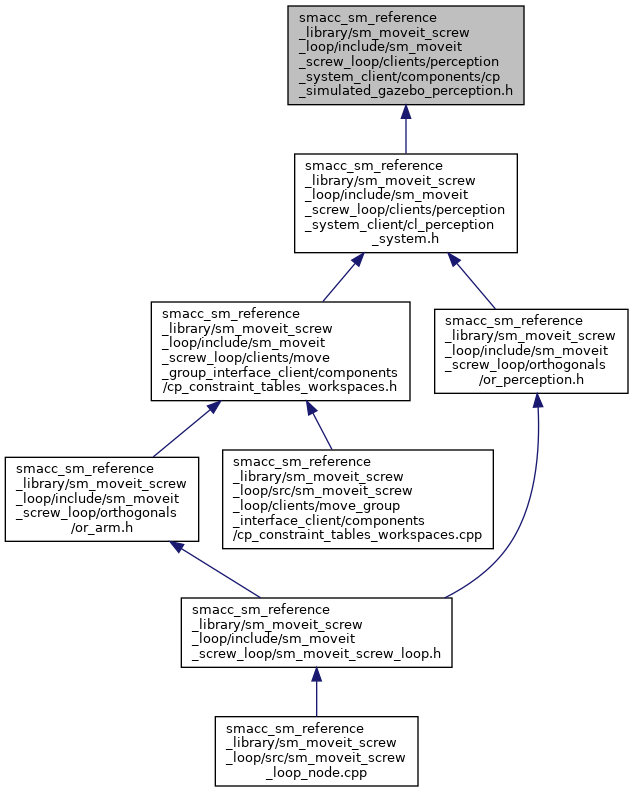 smacc_sm_reference
_library/sm_moveit_screw
_loop/include/sm_moveit
_screw_loop/clients/perception
_system_client/components/cp
_simulated_gazebo_perception.h
smacc_sm_reference
_library/sm_moveit_screw
_loop/include/sm_moveit
_screw_loop/clients/perception
_system_client/cl_perception
_system.h
smacc_sm_reference
_library/sm_moveit_screw
_loop/include/sm_moveit
_screw_loop/clients/move
_group_interface_client/components
/cp_constraint_tables_workspaces.h
smacc_sm_reference
_library/sm_moveit_screw
_loop/include/sm_moveit
_screw_loop/orthogonals
/or_perception.h
smacc_sm_reference
_library/sm_moveit_screw
_loop/include/sm_moveit
_screw_loop/orthogonals
/or_arm.h
smacc_sm_reference
_library/sm_moveit_screw
_loop/src/sm_moveit_screw
_loop/clients/move_group
_interface_client/components
/cp_constraint_tables_workspaces.cpp
smacc_sm_reference
_library/sm_moveit_screw
_loop/include/sm_moveit
_screw_loop/sm_moveit_screw_loop.h
smacc_sm_reference
_library/sm_moveit_screw
_loop/src/sm_moveit_screw
_loop_node.cpp